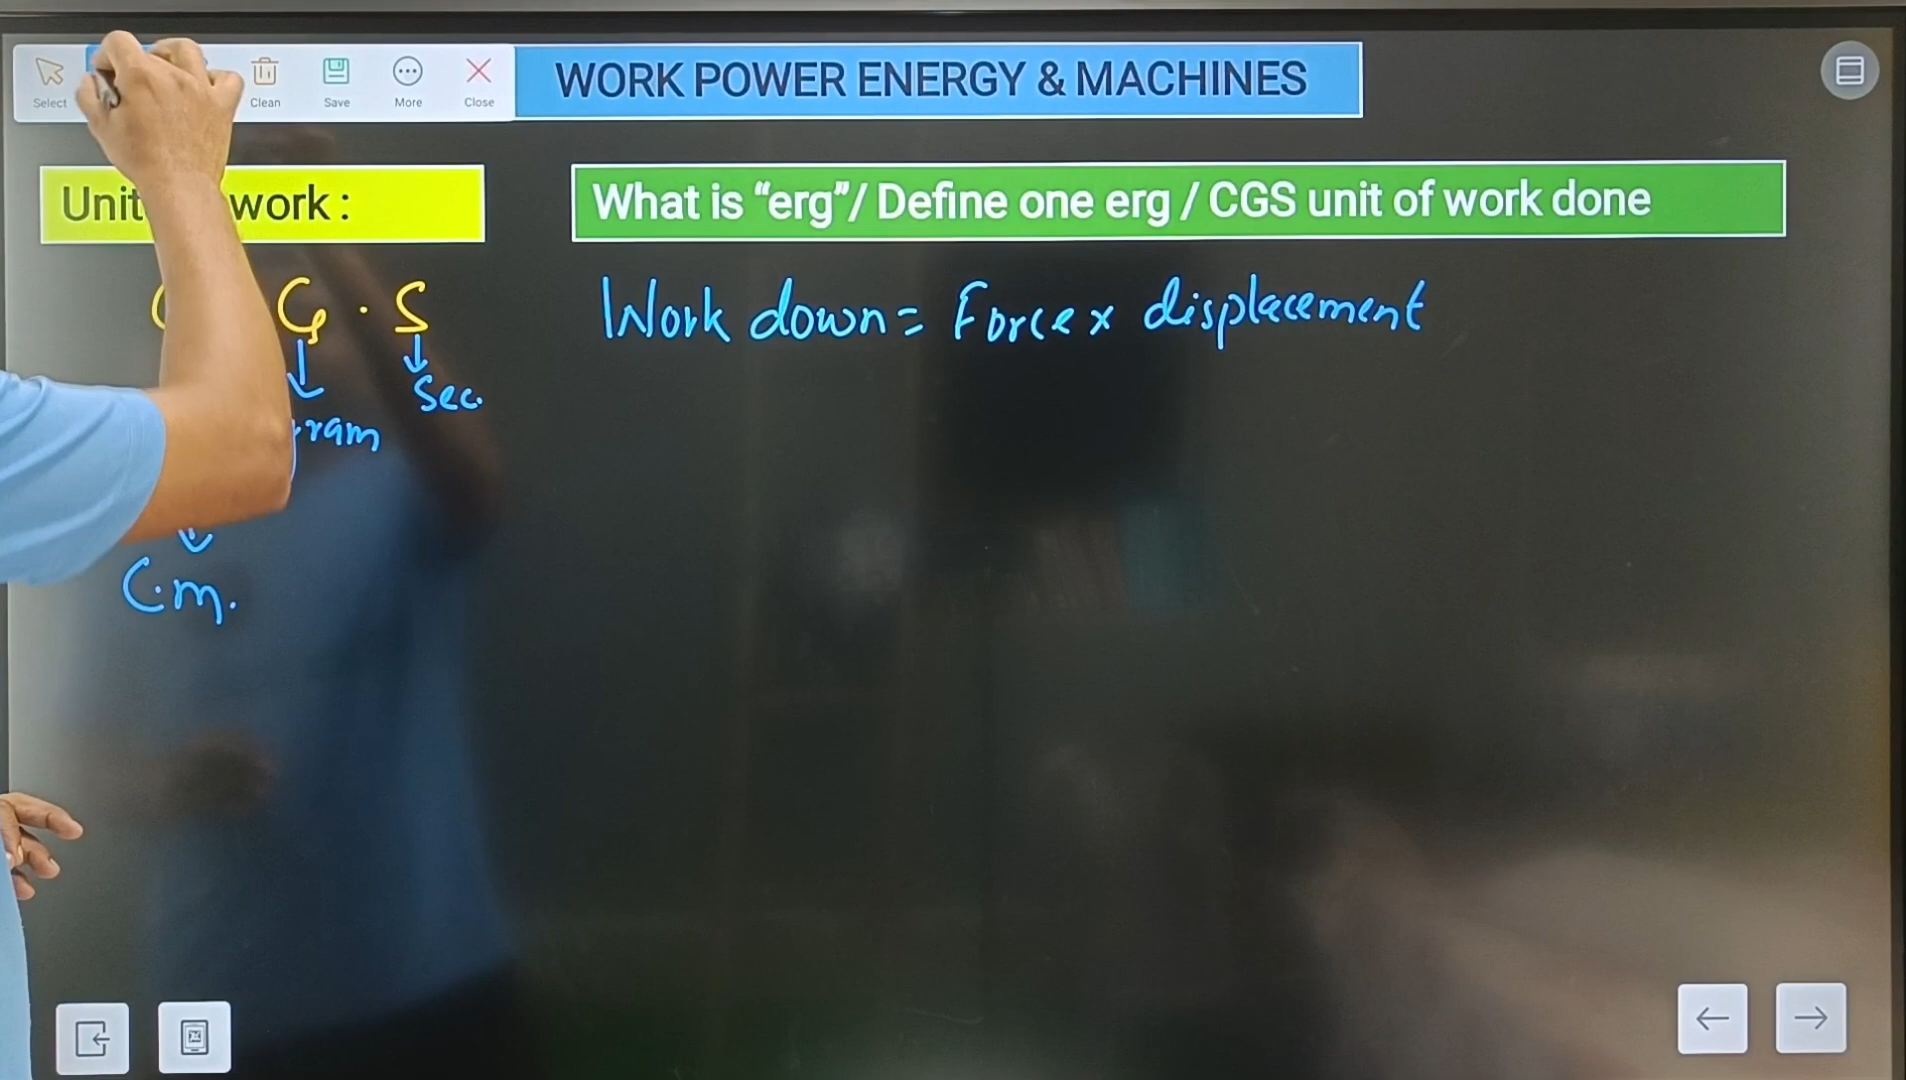 Select Clean Save More Close
WORK POWER ENERGY & MACHINES
Unit work :
What is “erg”/ Define one erg / CGS unit of work done
G . S
Work down = Force x displacement
Sec.
ram
C.m.